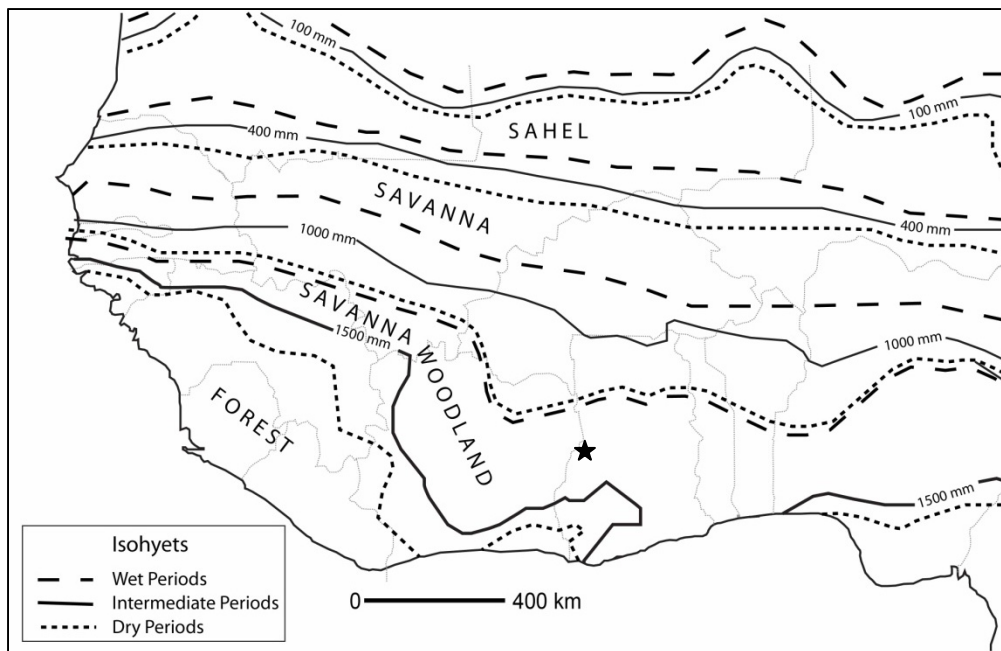 100 mm
100 mm
SAHEL
400 mm
400 mm
SAVANNA
1000 mm
1000 mm
SAVANNA WOODLAND
1500 mm
1500 mm
FOREST
Isohyets
Wet Periods
Intermediate Periods
Dry Periods
0 400 km